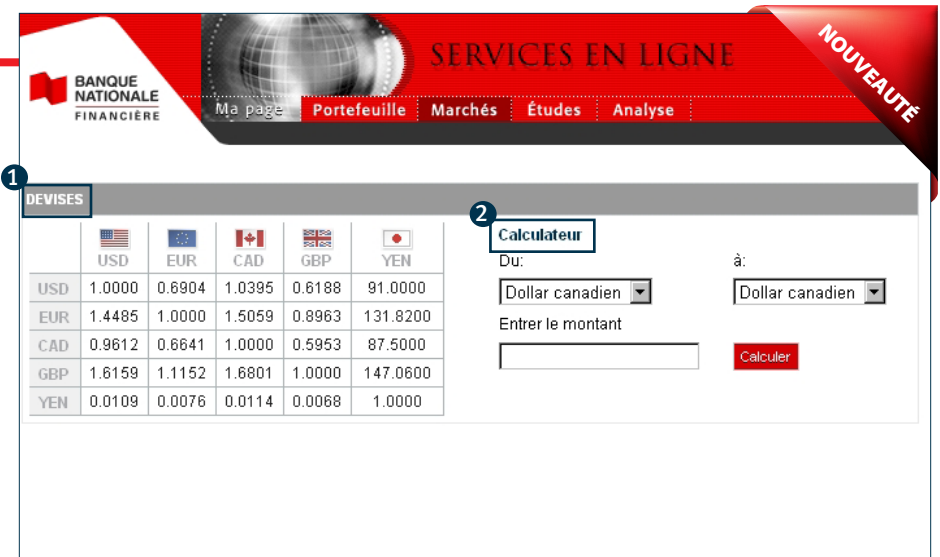 SERVICES EN LIGNE
NOUVEAUTÉ
BANQUE
NATIONALE
FINANCIÈRE
Ma page Portefeuille Marchés Études Analyse
1
DEVISES
2
Calculateur
USD EUR CAD GBP YEN
USD 1.0000 0.6904 1.0395 0.6188 91.0000
EUR 1.4485 1.0000 1.5059 0.8963 131.8200
CAD 0.9612 0.6641 1.0000 0.5953 87.5000
GBP 1.6159 1.1152 1.6801 1.0000 147.0600
YEN 0.0109 0.0076 0.0114 0.0068 1.0000
Du: à:
Dollar canadien Dollar canadien
Entrer le montant
Calculer